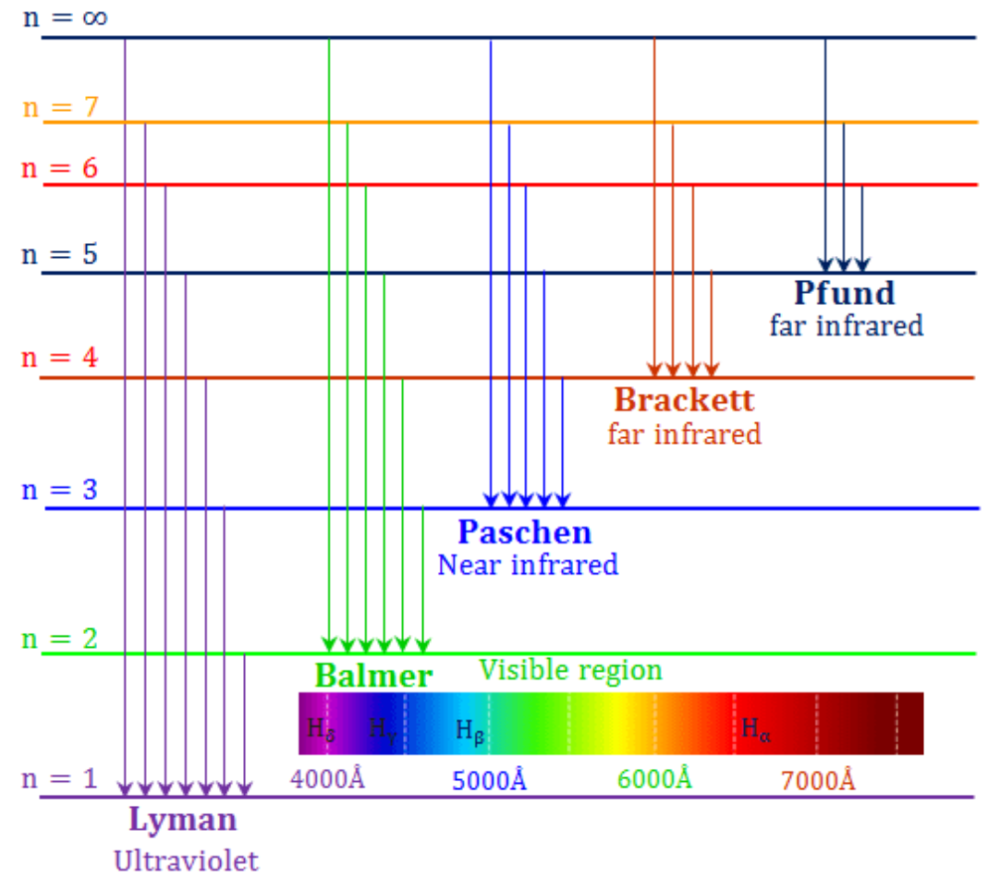 n = ∞
n = 7
n = 6
n = 5
Pfund
far infrared
n = 4
Brackett
far infrared
n = 3
Paschen
Near infrared
n = 2
Balmer Visible region
Hδ Hγ Hβ Hα
n = 1 4000Å 5000Å 6000Å 7000Å
Lyman
Ultraviolet